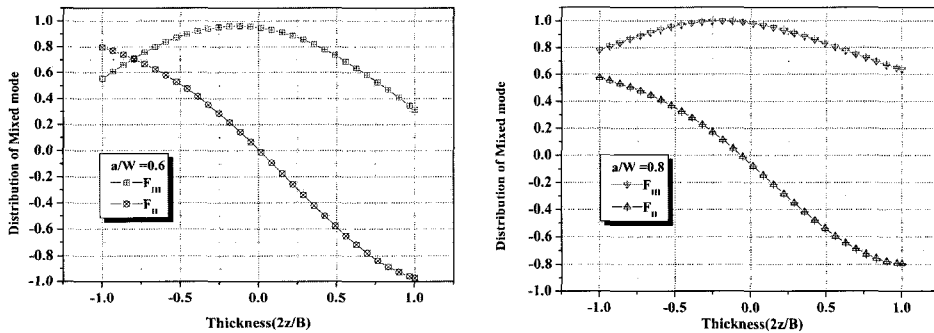 Distribution of Mixed mode
1.0
0.8
0.6
0.4
0.2
0.0
-0.2
-0.4
-0.6
-0.8
-1.0
a/W =0.6
F_III
F_II
-1.0 -0.5 0.0 0.5 1.0
Thickness(2z/B)
Distribution of Mixed mode
1.0
0.8
0.6
0.4
0.2
0.0
-0.2
-0.4
-0.6
-0.8
-1.0
a/W =0.8
F_III
F_II
-1.0 -0.5 0.0 0.5 1.0
Thickness(2z/B)